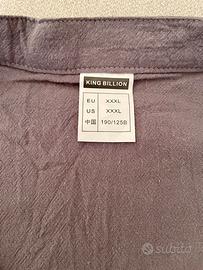 KING BILLION
EU XXXL
US XXXL
中国 190/125B
subito